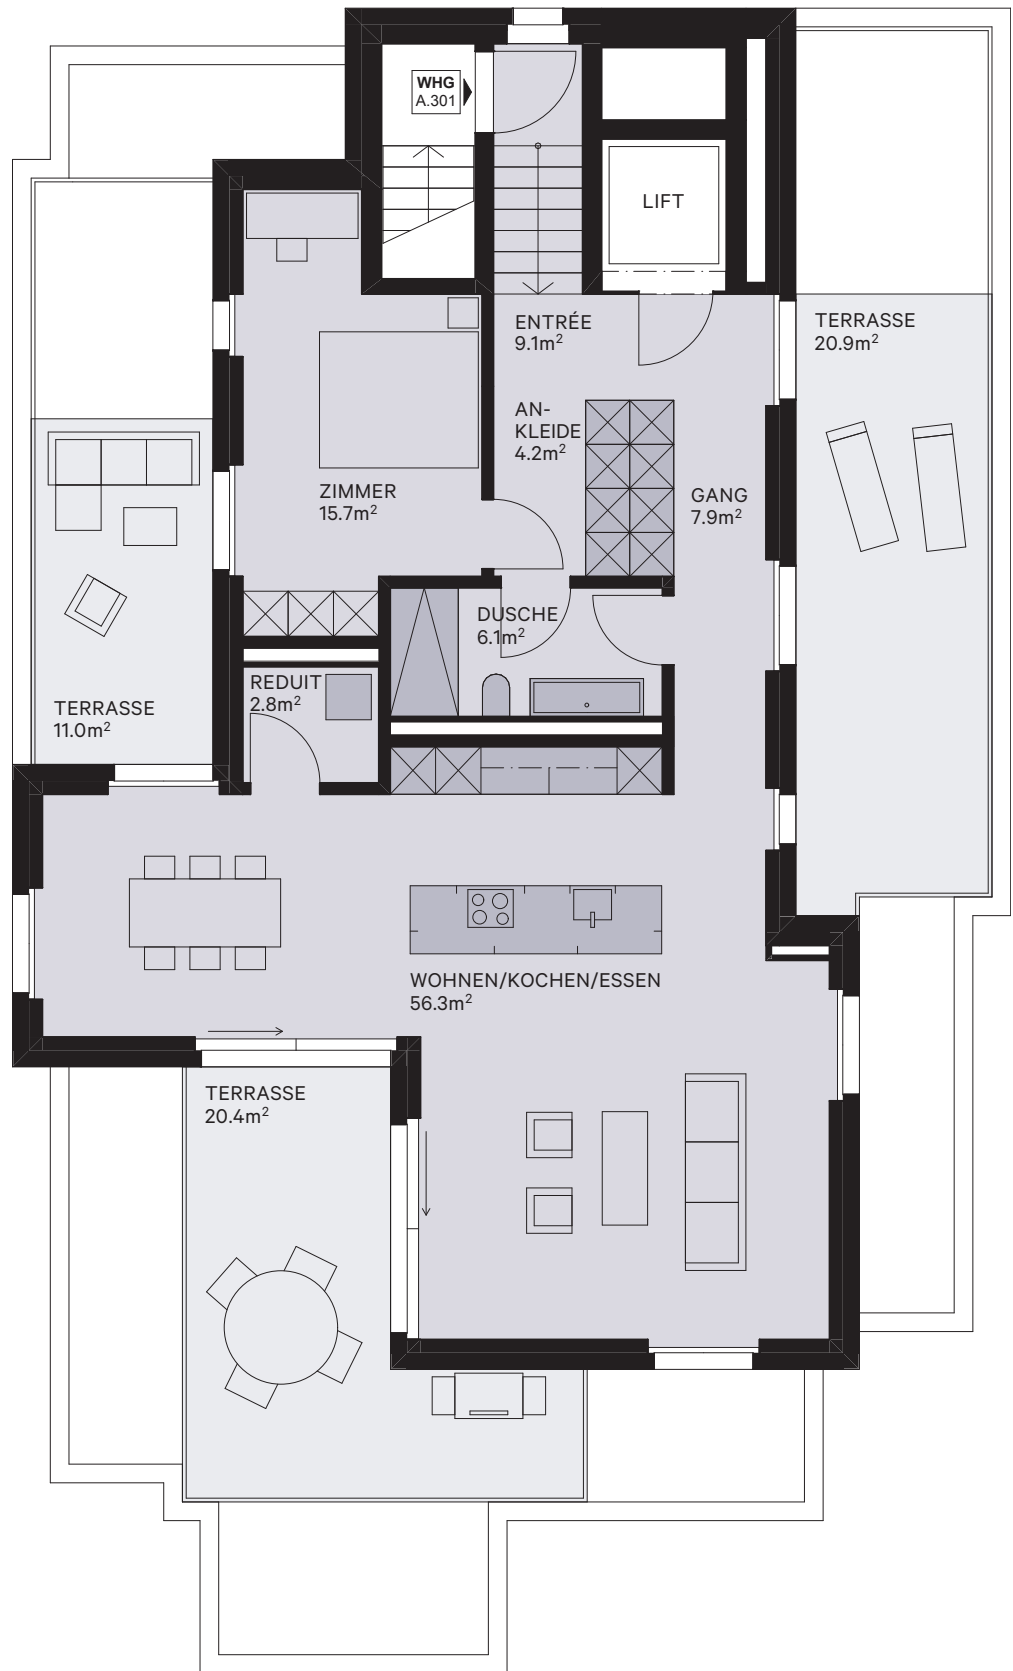 WHG
A.301
LIFT
ENTRÉE
9.1m²
TERRASSE
20.9m²
AN-
KLEIDE
4.2m²
ZIMMER
15.7m²
GANG
7.9m²
DUSCHE
6.1m²
REDUIT
2.8m²
TERRASSE
11.0m²
WOHNEN/KOCHEN/ESSEN
56.3m²
TERRASSE
20.4m²